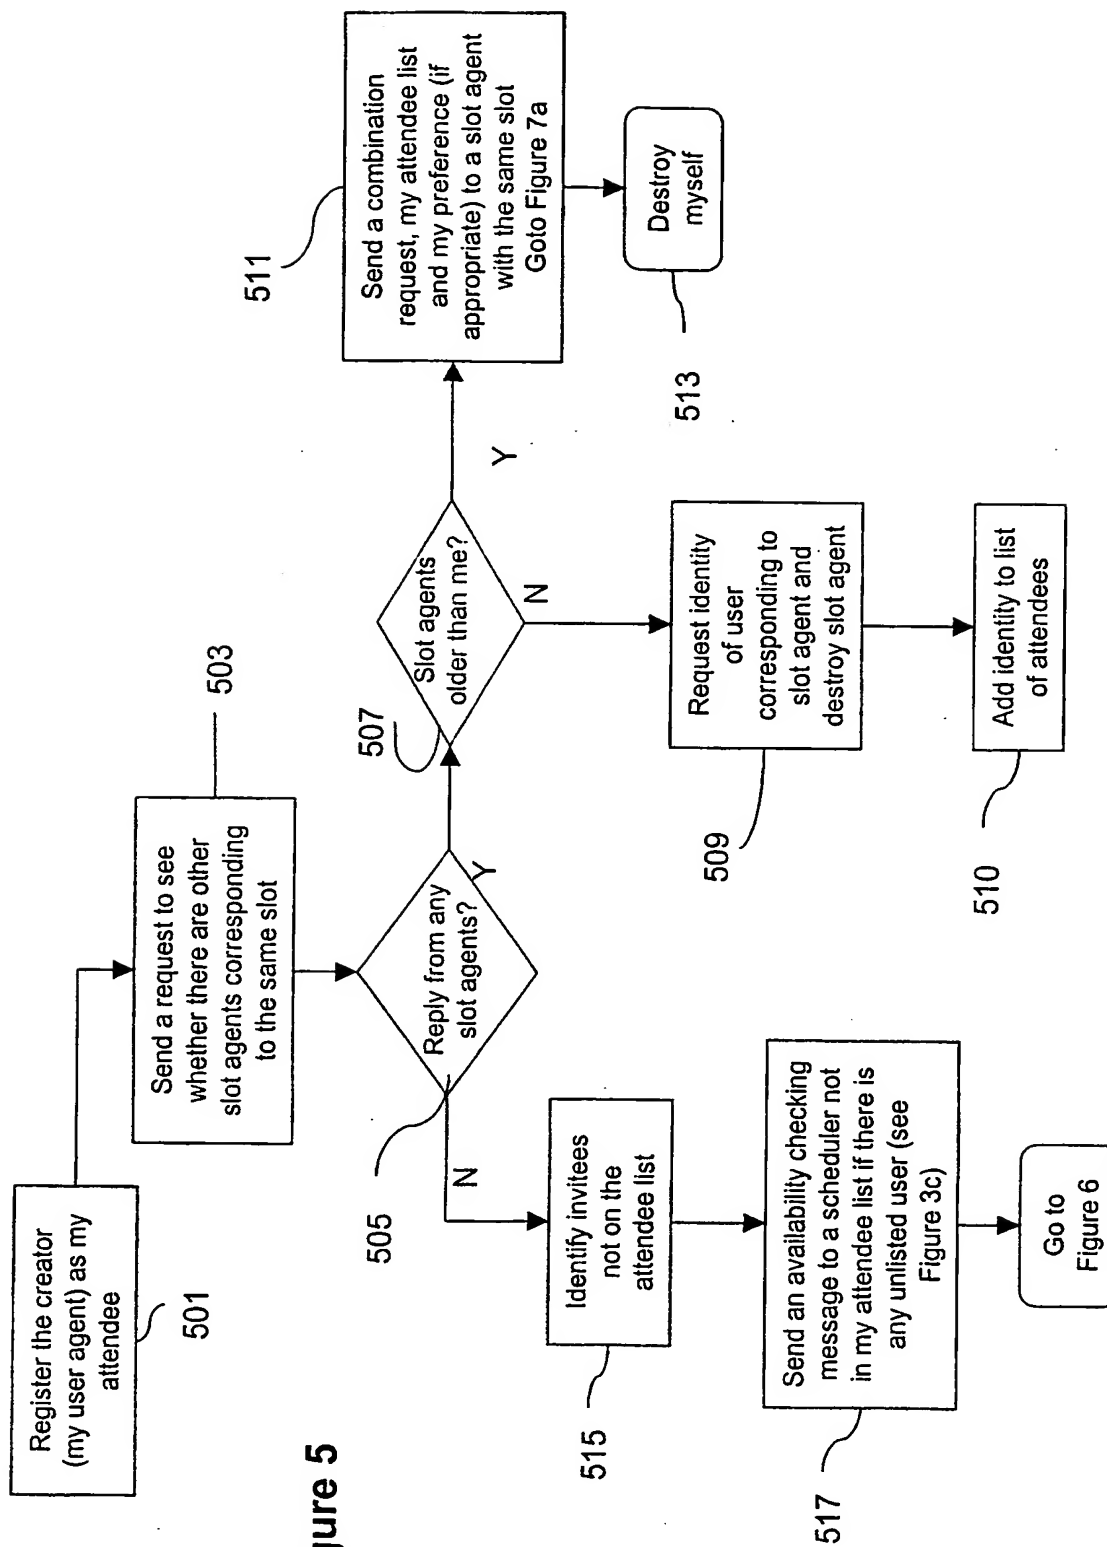 Register the creator
(my user agent) as my
attendee
501
Send a request to see
whether there are other
slot agents corresponding
to the same slot
503
Reply from any
slot agents?
505
Y
N
Slot agents
older than me?
507
Y
N
Send a combination
request, my attendee list
and my preference (if
appropriate) to a slot agent
with the same slot
Goto Figure 7a
511
Destroy
myself
513
Request identity
of user
corresponding to
slot agent and
destroy slot agent
509
Add identity to list
of attendees
510
Identify invitees
not on the
attendee list
515
Send an availability checking
message to a scheduler not
in my attendee list if there is
any unlisted user (see
Figure 3c)
517
Go to
Figure 6
gure 5